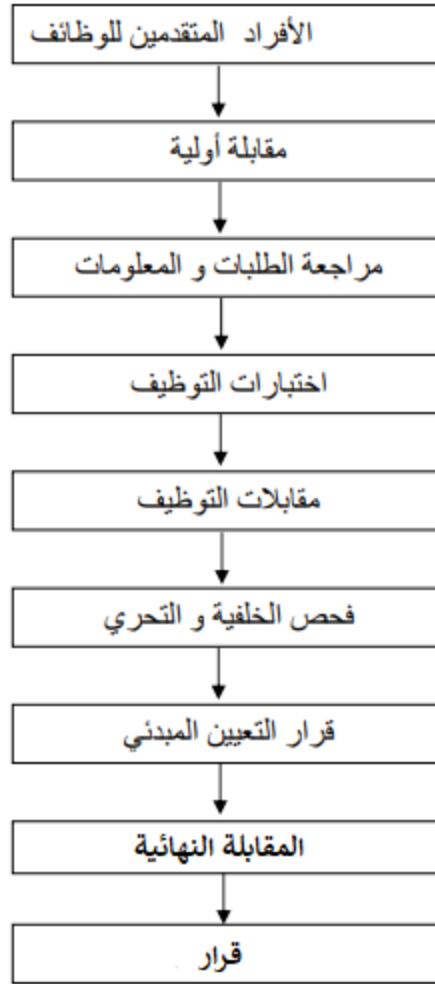 الأفراد المتقدمين للوظائف
مقابلة أولية
مراجعة الطلبات و المعلومات
اختبارات التوظيف
مقابلات التوظيف
فحص الخلفية و التحري
قرار التعيين المبدئي
المقابلة النهائية
قرار